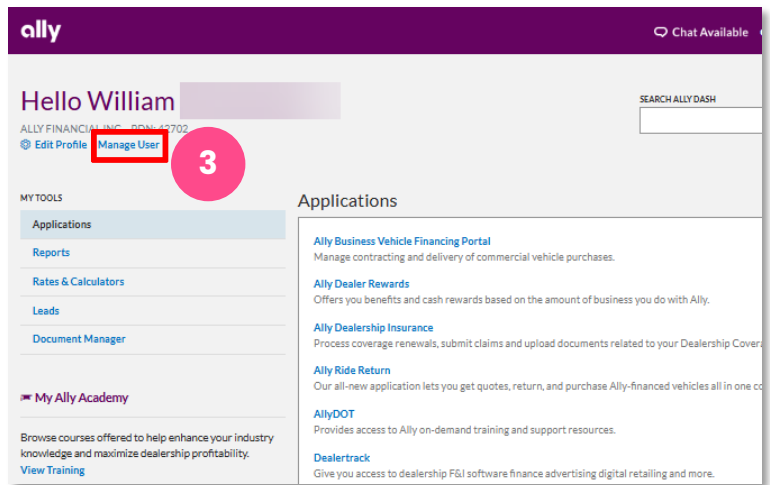 ally
Chat Available
Hello William
SEARCH ALLY DASH
ALLY FINANCIAL INC PDN: 42702
Edit Profile Manage User
3
MY TOOLS
Applications
Reports
Rates & Calculators
Leads
Document Manager
My Ally Academy
Browse courses offered to help enhance your industry
knowledge and maximize dealership profitability.
View Training
Applications
Ally Business Vehicle Financing Portal
Manage contracting and delivery of commercial vehicle purchases.
Ally Dealer Rewards
Offers you benefits and cash rewards based on the amount of business you do with Ally.
Ally Dealership Insurance
Process coverage renewals, submit claims and upload documents related to your Dealership
Ally Ride Return
Our all-new application lets you get quotes, return, and purchase Ally-financed vehicles all in one
AllyDOT
Provides access to Ally on-demand training and support resources.
Dealertrack
Give you access to dealership F&I software finance advertising digital retailing and more.